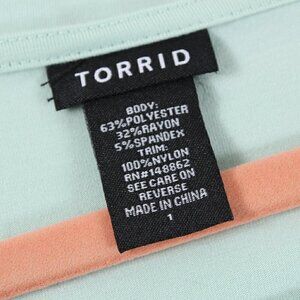 TORRID
BODY:
63%POLYESTER
32%RAYON
5%SPANDEX
TRIM:
100%NYLON
RN#148862
SEE CARE ON
REVERSE
MADE IN CHINA
1